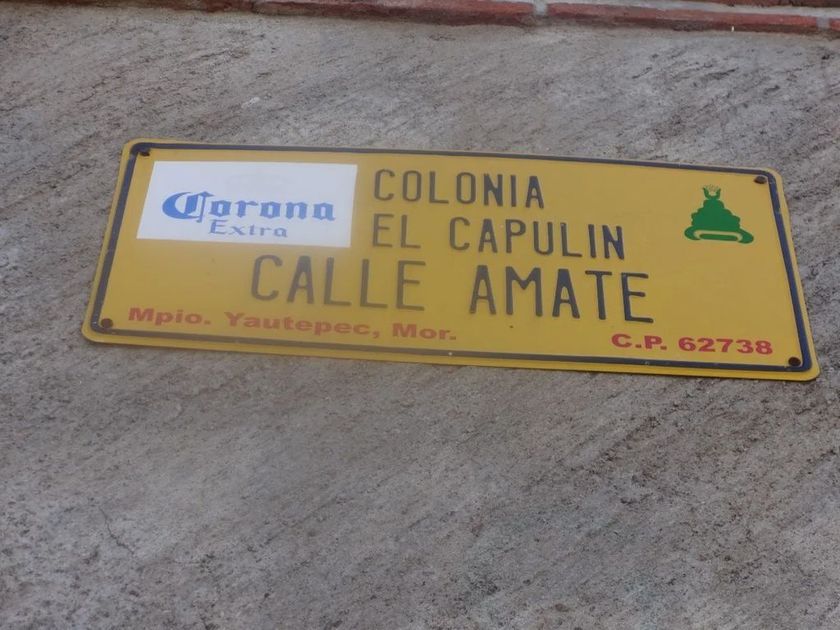 Corona
Extra
COLONIA
EL CAPULIN
CALLE AMATE
Mpio. Yautepec, Mor.
C.P. 62738